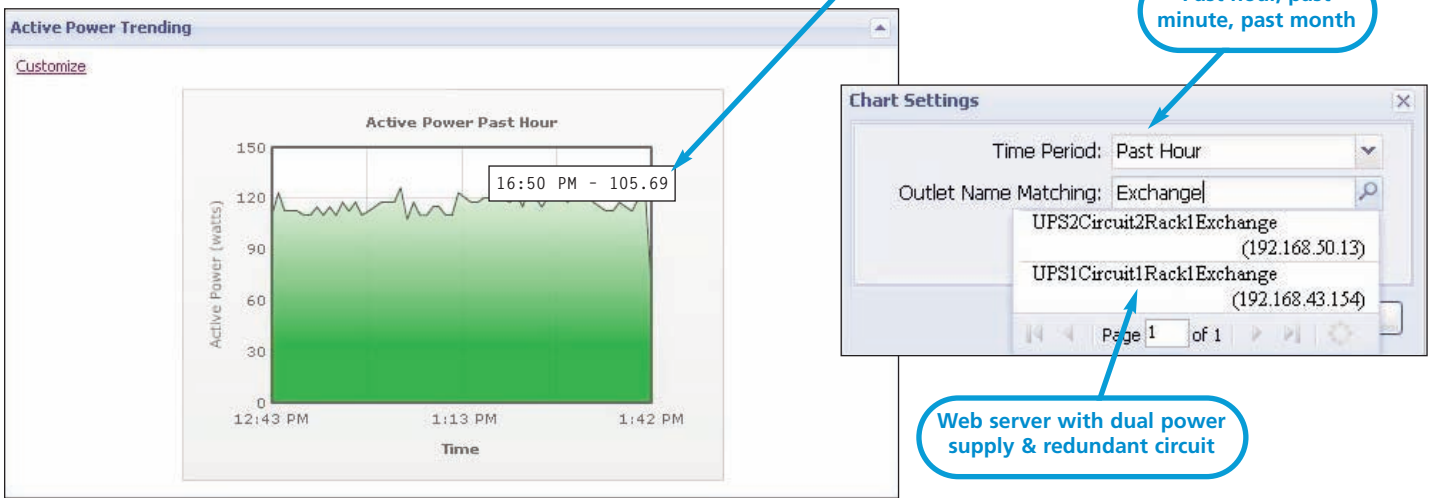 Past hour, past
minute, past month
Active Power Trending
Customize
Active Power Past Hour
150
120
90
60
30
0
Active Power (watts)
16:50 PM - 105.69
12:43 PM
1:13 PM
1:42 PM
Time
Chart Settings
Time Period: Past Hour
Outlet Name Matching: Exchange
UPS2Circuit2Rack1Exchange
(192.168.50.13)
UPS1Circuit1Rack1Exchange
(192.168.43.154)
Page 1 of 1
Web server with dual power
supply & redundant circuit